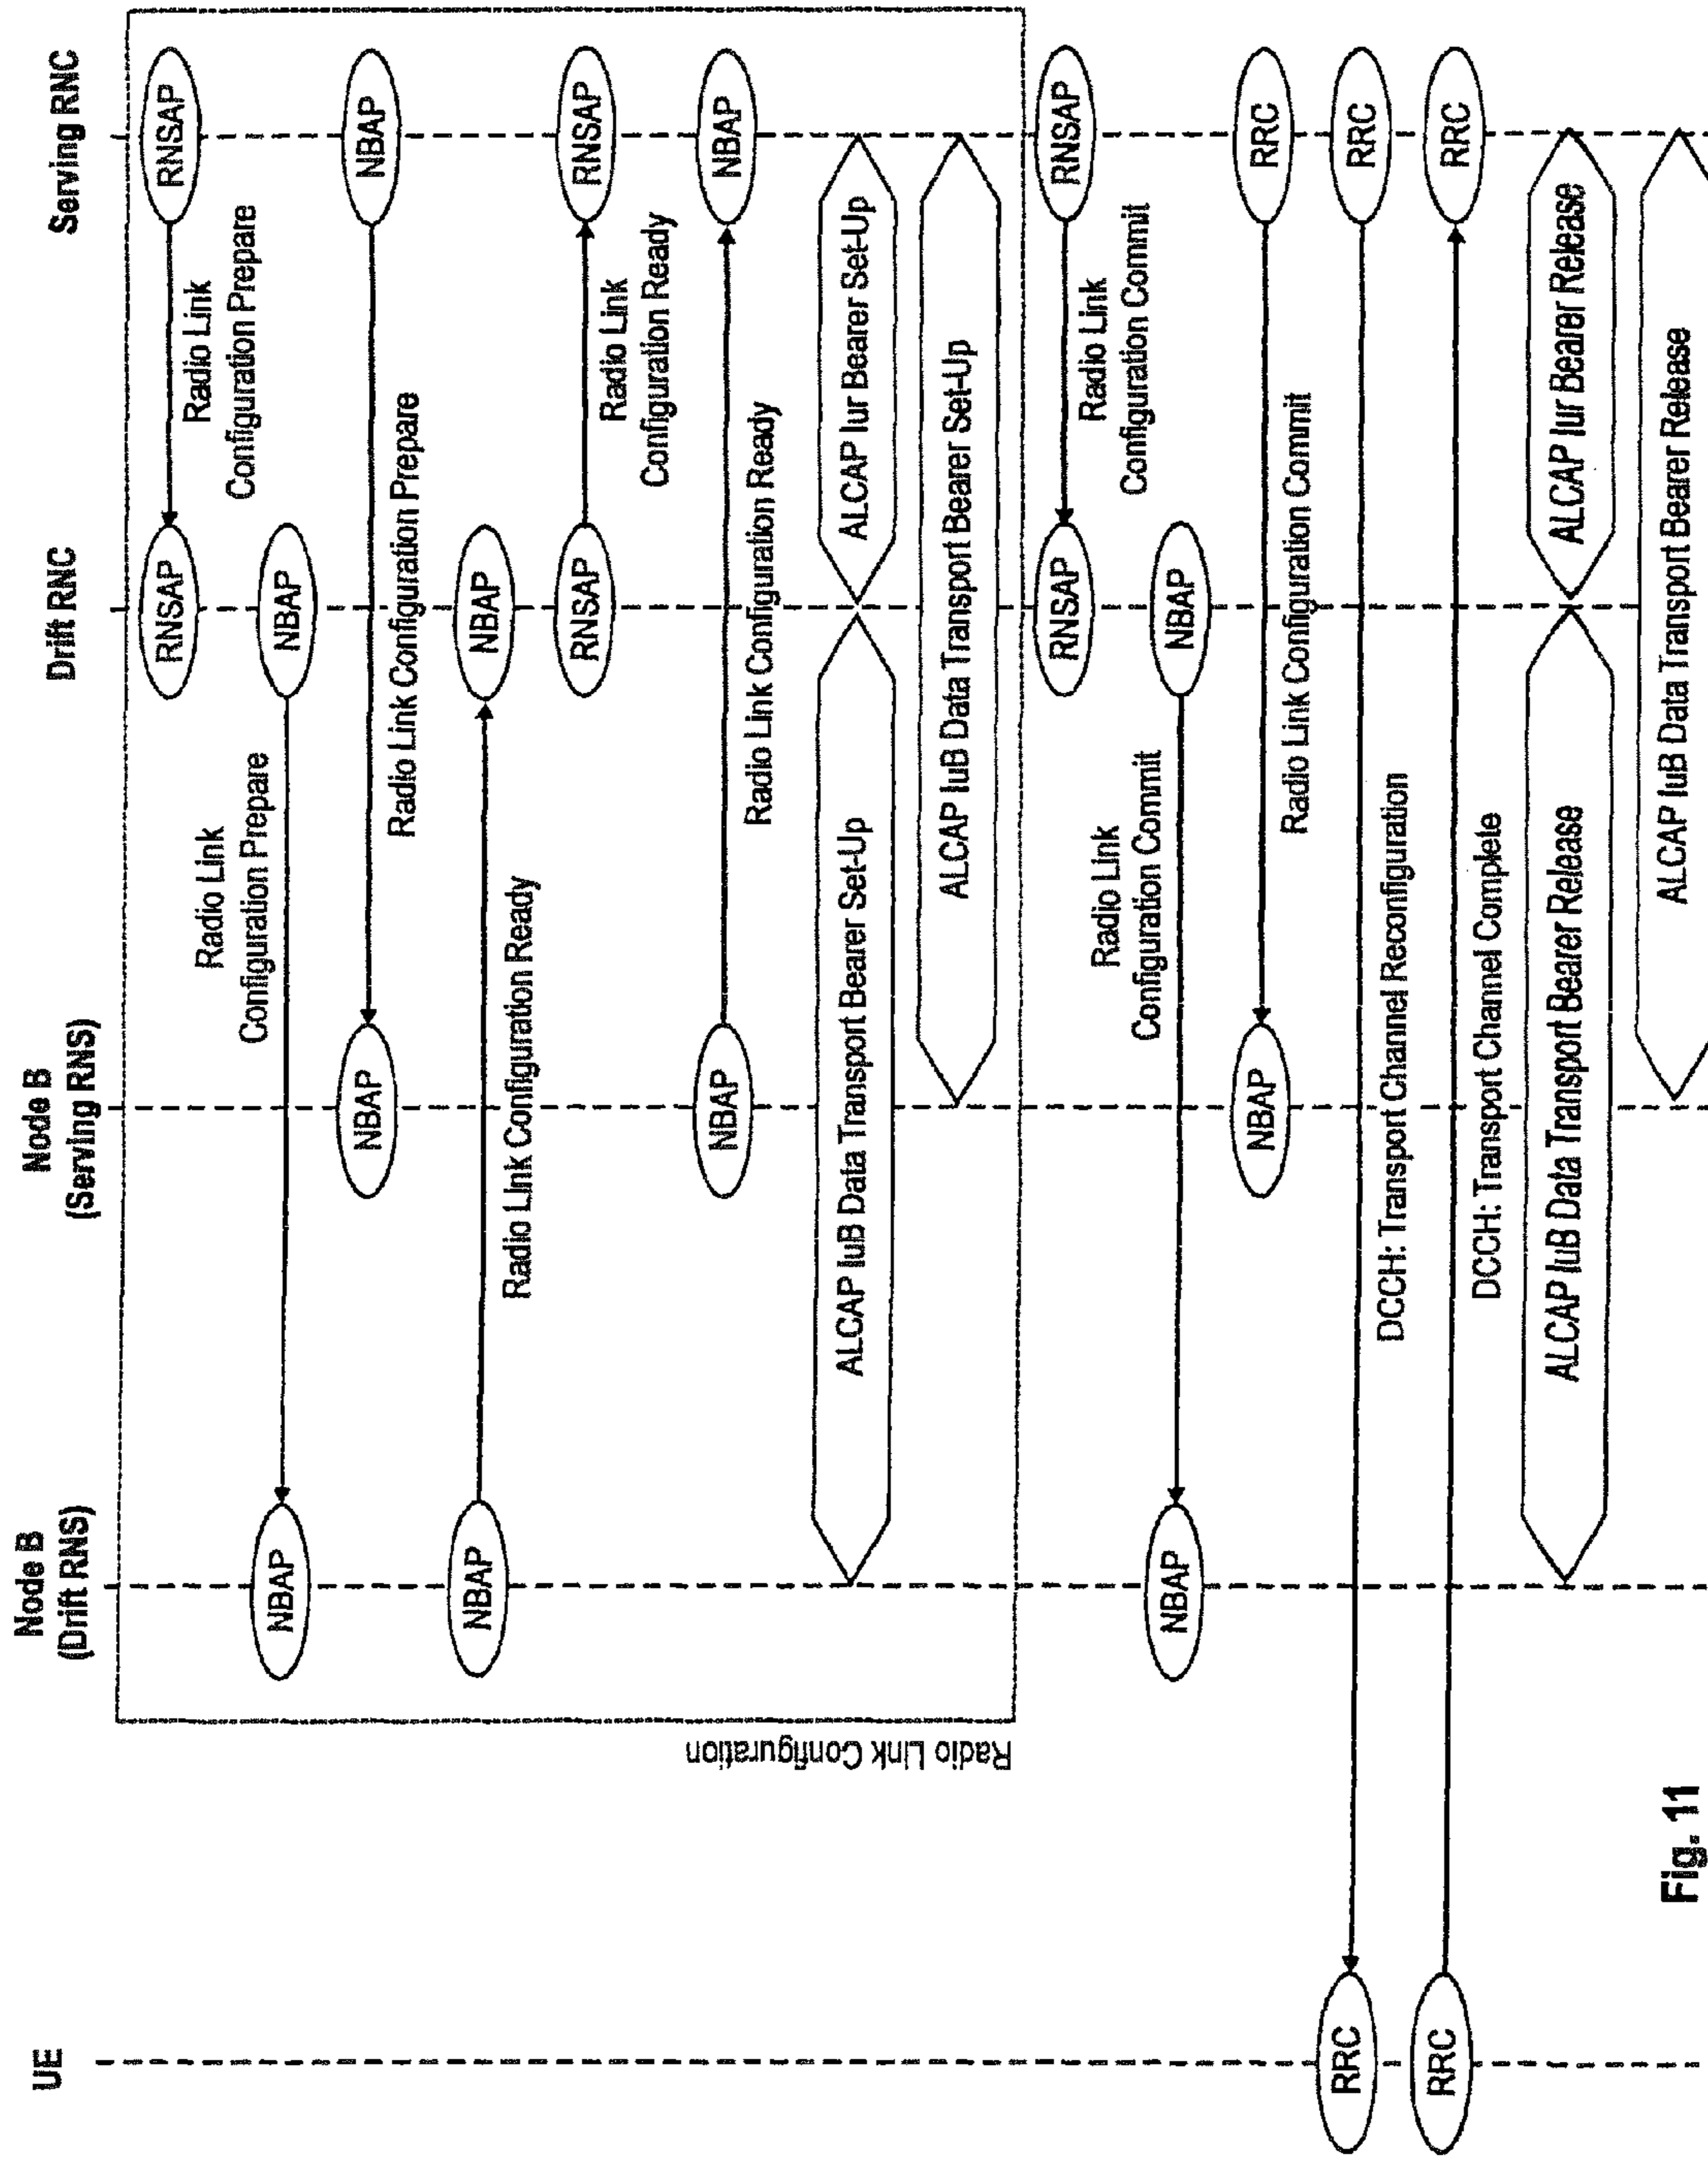 UE
Node B
(Drift RNS)
Node B
(Serving RNS)
Drift RNC
Serving RNC
RNSAP
RNSAP
Radio Link
Configuration Prepare
NBAP
NBAP
Radio Link
Configuration Prepare
NBAP
NBAP
Radio Link Configuration Prepare
NBAP
NBAP
Radio Link Configuration Ready
RNSAP
RNSAP
Radio Link
Configuration Ready
NBAP
NBAP
Radio Link Configuration Ready
ALCAP IuB Data Transport Bearer Set-Up
ALCAP Iur Bearer Set-Up
ALCAP IuB Data Transport Bearer Set-Up
Radio Link Configuration
RNSAP
RNSAP
Radio Link
Configuration Commit
NBAP
NBAP
Radio Link
Configuration Commit
NBAP
RRC
Radio Link Configuration Commit
RRC
RRC
DCCH: Transport Channel Reconfiguration
RRC
RRC
DCCH: Transport Channel Complete
ALCAP IuB Data Transport Bearer Release
ALCAP Iur Bearer Release
ALCAP IuB Data Transport Bearer Release
Fig. 11